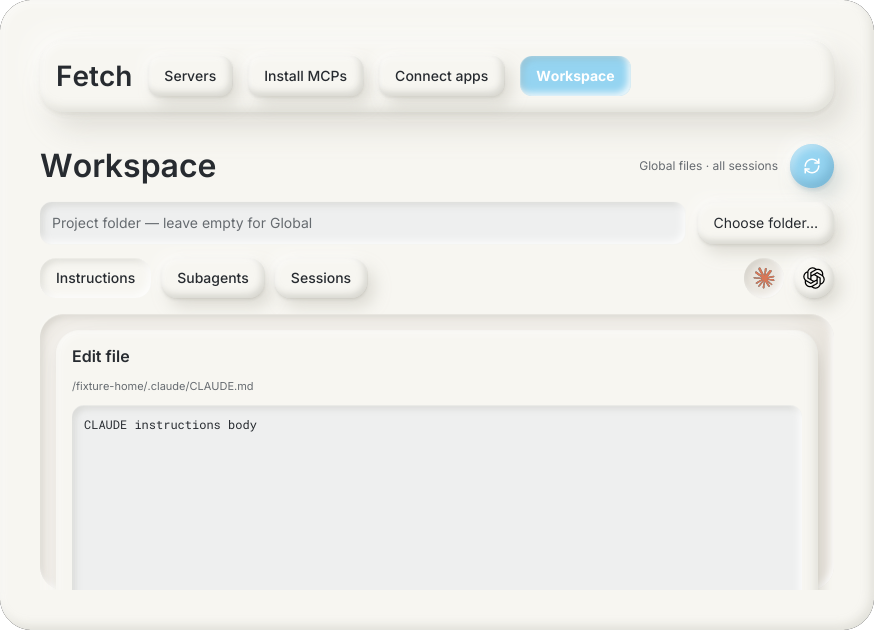 Fetch
Servers
Install MCPs
Connect apps
Workspace
Workspace
Global files · all sessions
Project folder — leave empty for Global
Choose folder...
Instructions
Subagents
Sessions
Edit file
/fixture-home/.claude/CLAUDE.md
CLAUDE instructions body